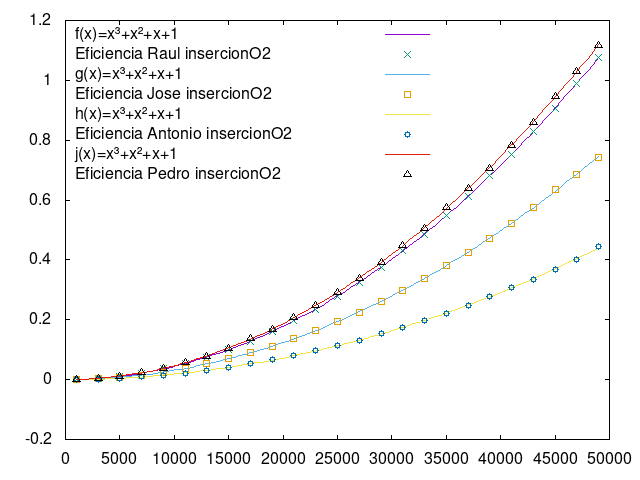 1.2
1
0.8
0.6
0.4
0.2
0
-0.2
f(x)=x³+x²+x+1
Eficiencia Raul insercionO2
g(x)=x³+x²+x+1
Eficiencia Jose insercionO2
h(x)=x³+x²+x+1
Eficiencia Antonio insercionO2
j(x)=x³+x²+x+1
Eficiencia Pedro insercionO2
0 5000 10000 15000 20000 25000 30000 35000 40000 45000 50000